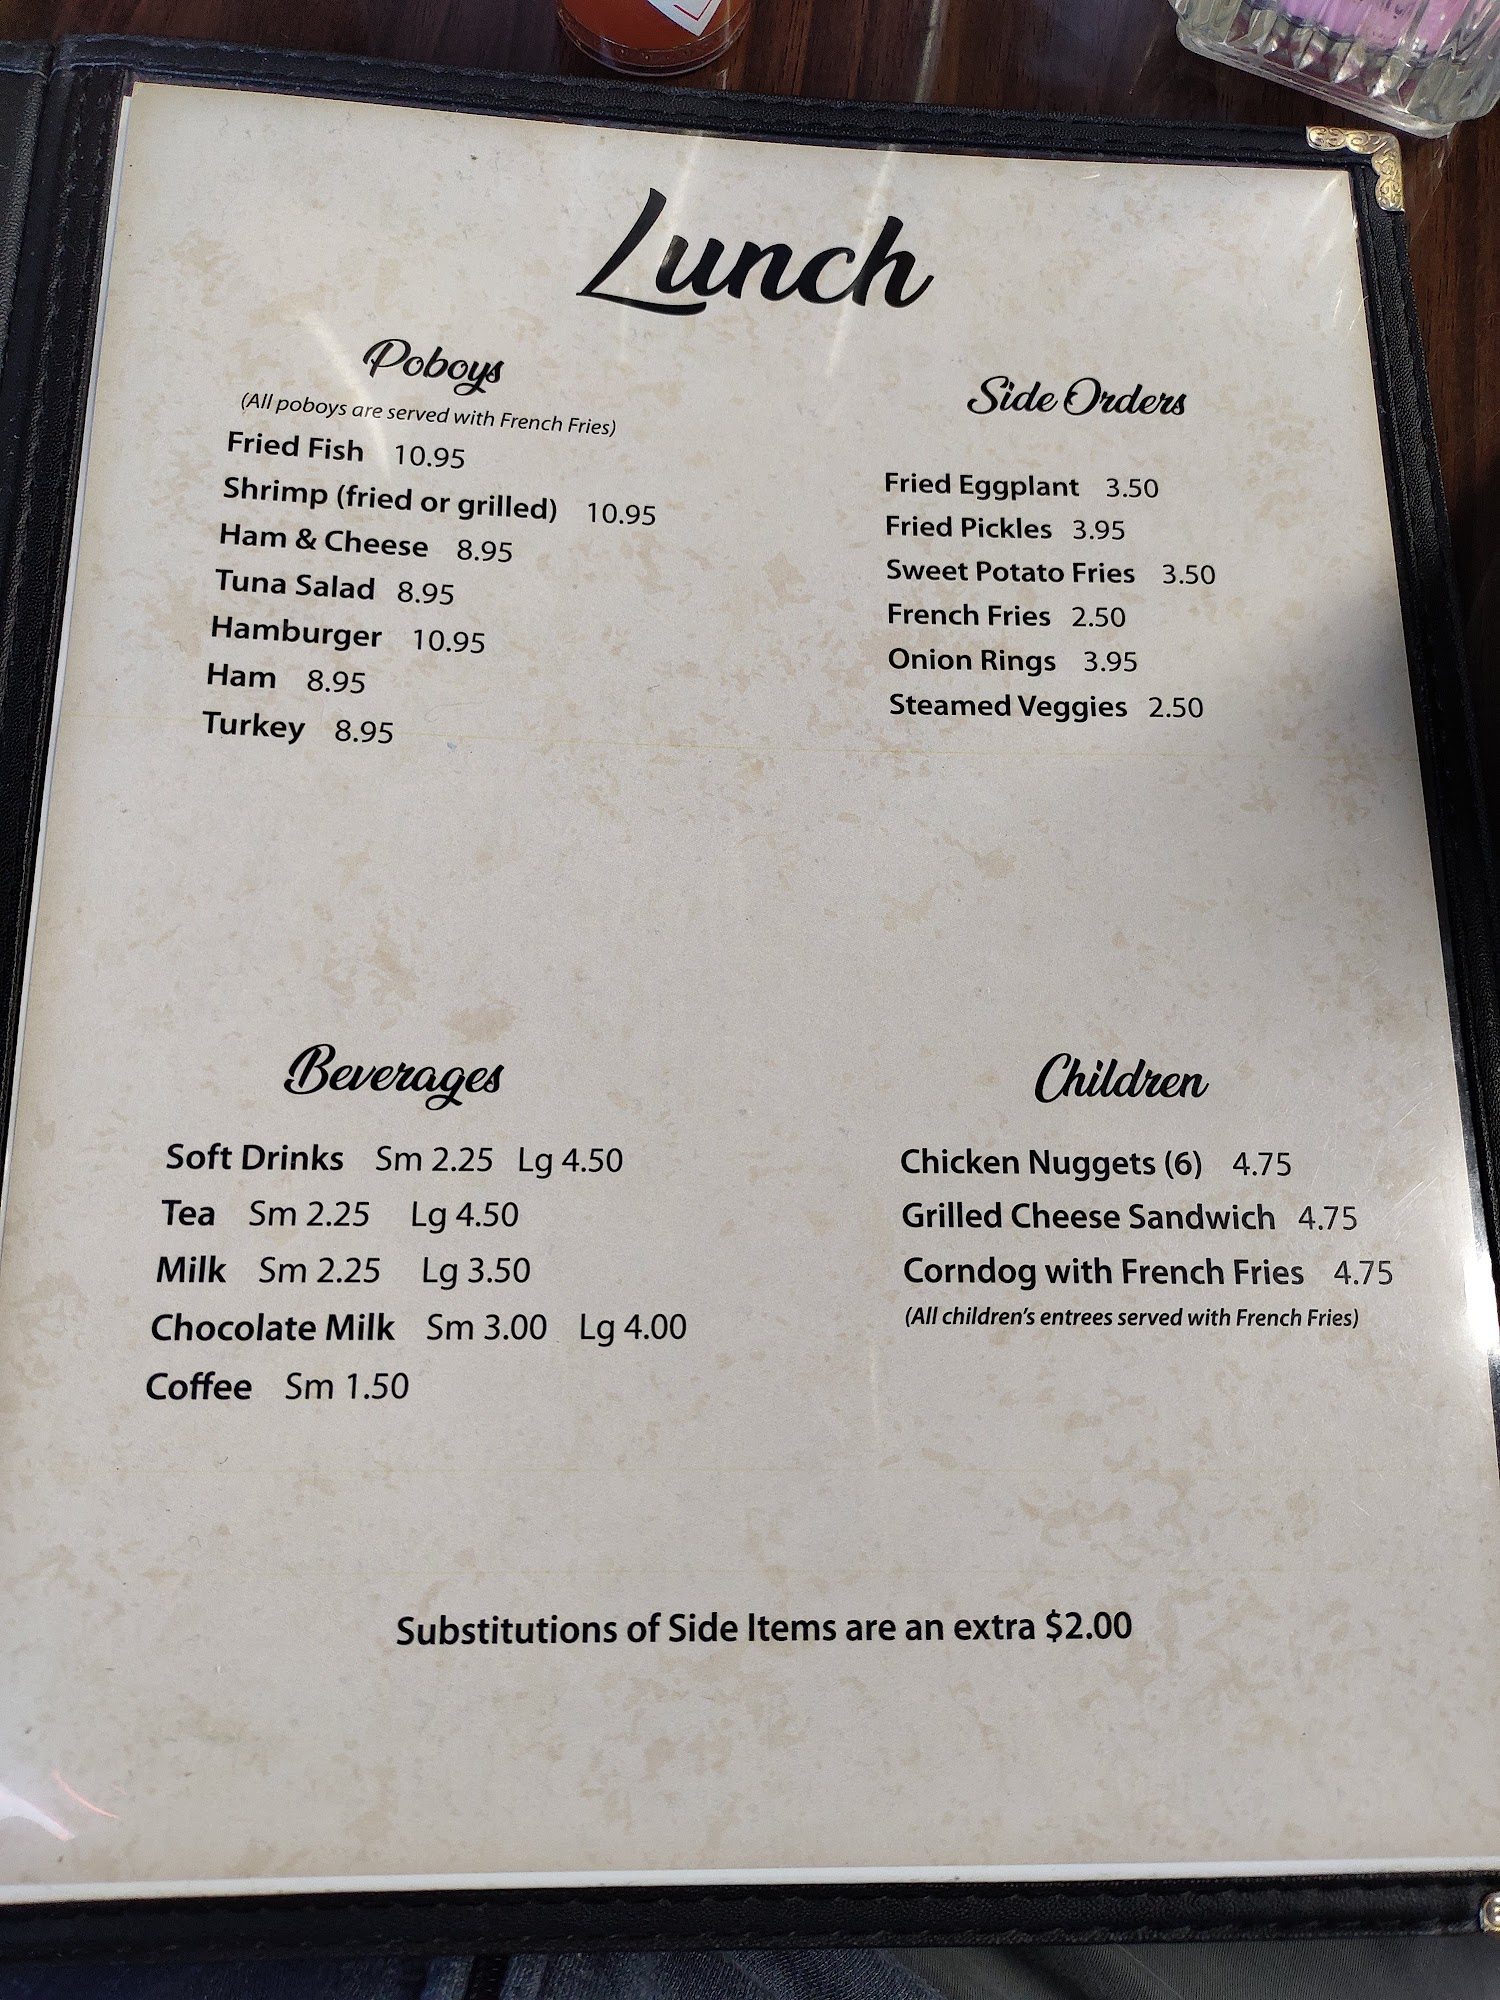 Lunch
Poboys
(All poboys are served with French Fries)
Fried Fish 10.95
Shrimp (fried or grilled) 10.95
Ham & Cheese 8.95
Tuna Salad 8.95
Hamburger 10.95
Ham 8.95
Turkey 8.95
Side Orders
Fried Eggplant 3.50
Fried Pickles 3.95
Sweet Potato Fries 3.50
French Fries 2.50
Onion Rings 3.95
Steamed Veggies 2.50
Beverages
Soft Drinks Sm 2.25 Lg 4.50
Tea Sm 2.25 Lg 4.50
Milk Sm 2.25 Lg 3.50
Chocolate Milk Sm 3.00 Lg 4.00
Coffee Sm 1.50
Children
Chicken Nuggets (6) 4.75
Grilled Cheese Sandwich 4.75
Corndog with French Fries 4.75
(All children's entrees served with French Fries)
Substitutions of Side Items are an extra $2.00